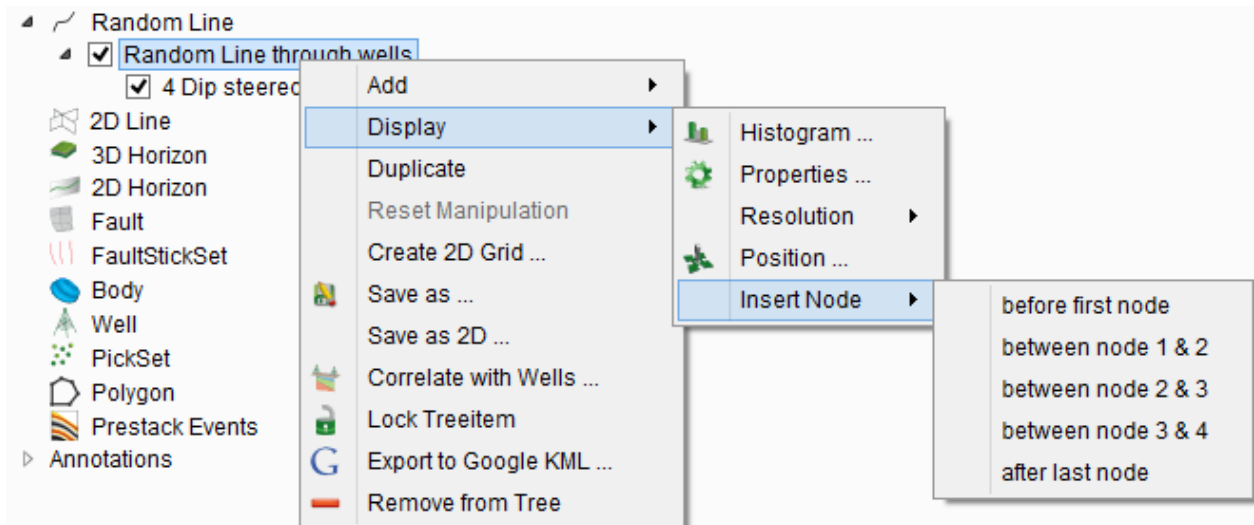 Random Line
Random Line through wells
4 Dip steered
2D Line
3D Horizon
2D Horizon
Fault
FaultStickSet
Body
Well
PickSet
Polygon
Prestack Events
Annotations
Add
Display
Duplicate
Reset Manipulation
Create 2D Grid ...
Save as ...
Save as 2D ...
Correlate with Wells ...
Lock Treeitem
Export to Google KML ...
Remove from Tree
Histogram ...
Properties ...
Resolution
Position ...
Insert Node
before first node
between node 1 & 2
between node 2 & 3
between node 3 & 4
after last node